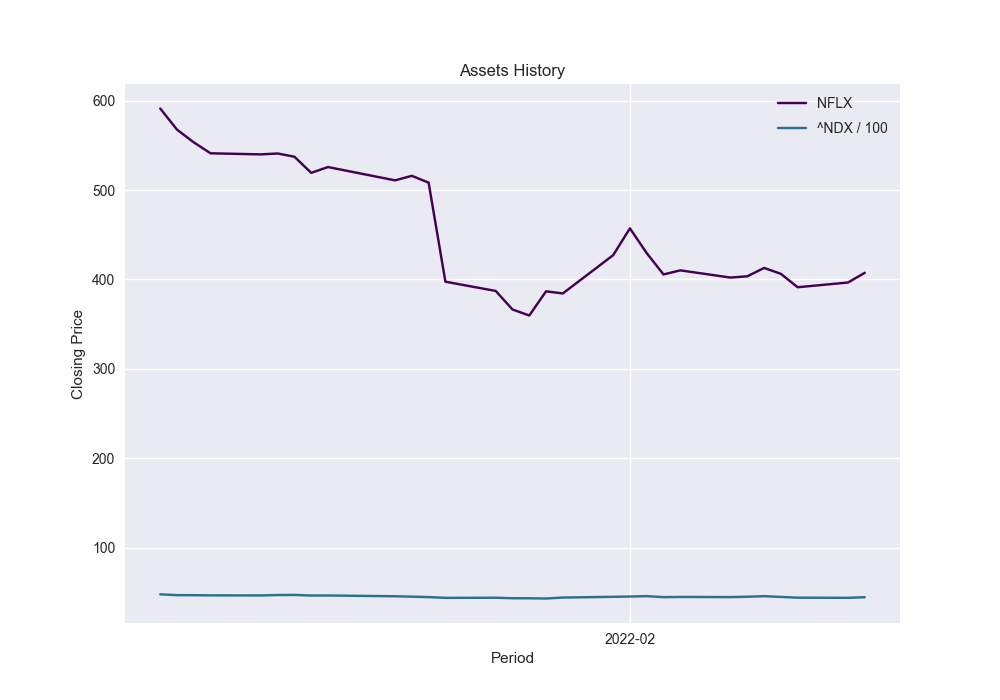 Assets History
NFLX
^NDX / 100
600
500
400
300
200
100
Closing Price
2022-02
Period